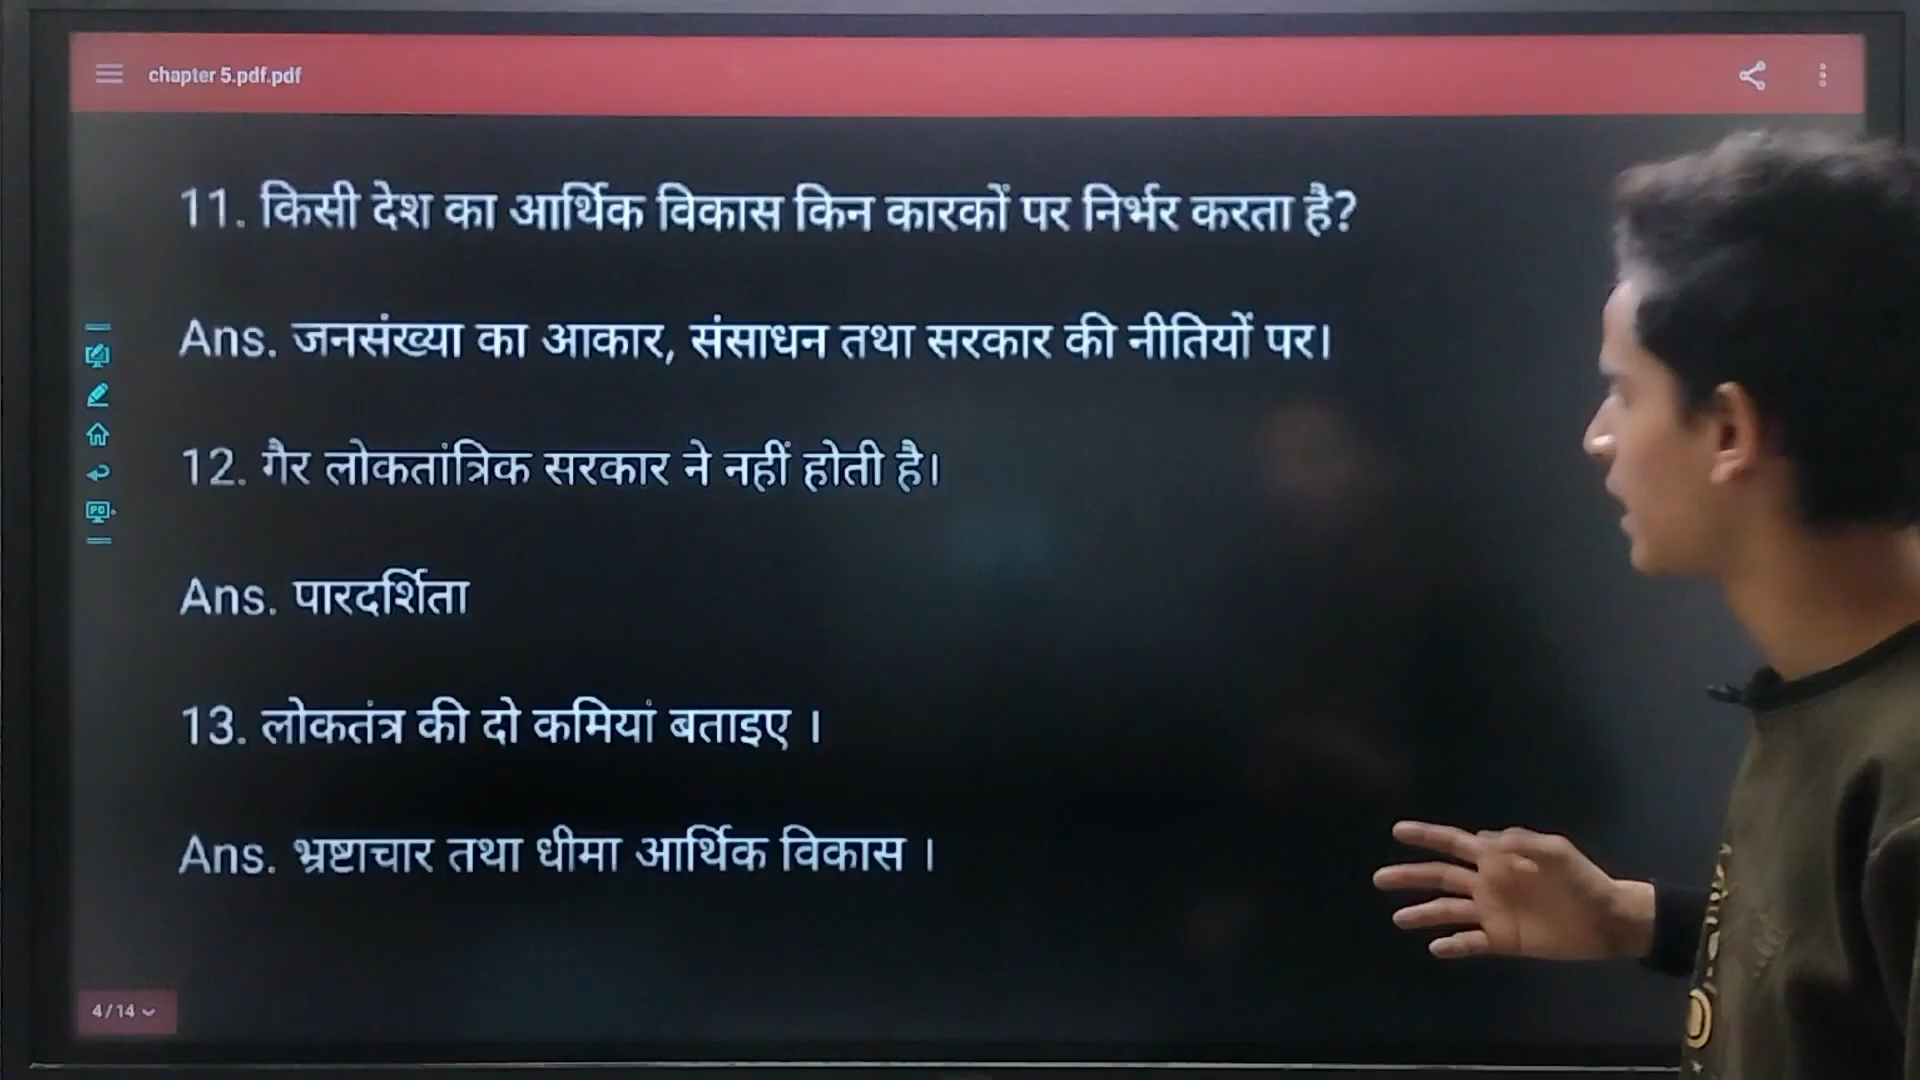 chapter 5.pdf.pdf
11. किसी देश का आर्थिक विकास किन कारकों पर निर्भर करता है?
Ans. जनसंख्या का आकार, संसाधन तथा सरकार की नीतियों पर।
12. गैर लोकतांत्रिक सरकार ने नहीं होती है।
Ans. पारदर्शिता
13. लोकतंत्र की दो कमियां बताइए ।
Ans. भ्रष्टाचार तथा धीमा आर्थिक विकास ।
4/14